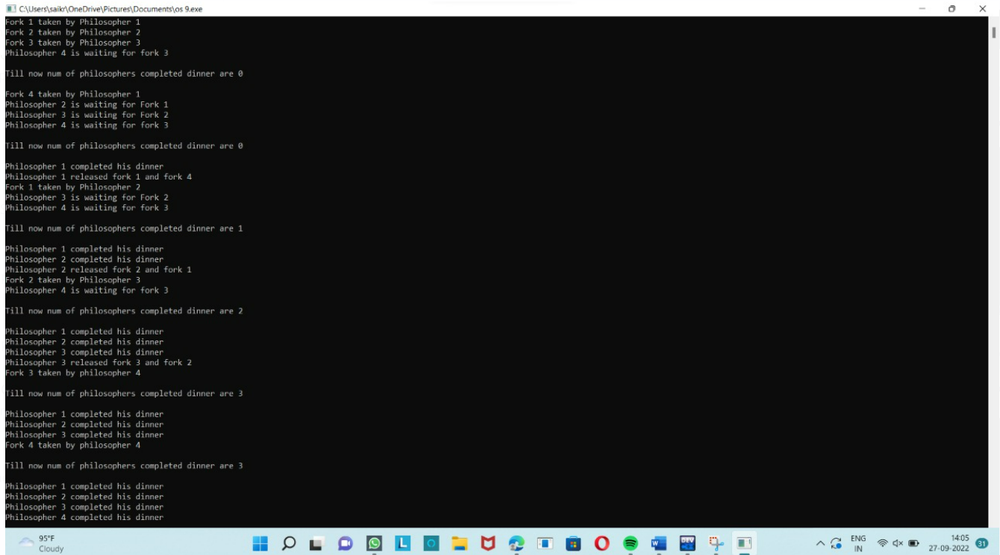 C:\Users\saikr\OneDrive\Pictures\Documents\os 9.exe
Fork 1 taken by Philosopher 1
Fork 2 taken by Philosopher 2
Fork 3 taken by Philosopher 3
Philosopher 4 is waiting for fork 3
Till now num of philosophers completed dinner are 0
Fork 4 taken by Philosopher 1
Philosopher 2 is waiting for Fork 1
Philosopher 3 is waiting for Fork 2
Philosopher 4 is waiting for fork 3
Till now num of philosophers completed dinner are 0
Philosopher 1 completed his dinner
Philosopher 1 released fork 1 and fork 4
Fork 1 taken by Philosopher 2
Philosopher 3 is waiting for Fork 2
Philosopher 4 is waiting for fork 3
Till now num of philosophers completed dinner are 1
Philosopher 1 completed his dinner
Philosopher 2 completed his dinner
Philosopher 2 released fork 2 and fork 1
Fork 2 taken by Philosopher 3
Philosopher 4 is waiting for fork 3
Till now num of philosophers completed dinner are 2
Philosopher 1 completed his dinner
Philosopher 2 completed his dinner
Philosopher 3 completed his dinner
Philosopher 3 released fork 3 and fork 2
Fork 3 taken by philosopher 4
Till now num of philosophers completed dinner are 3
Philosopher 1 completed his dinner
Philosopher 2 completed his dinner
Philosopher 3 completed his dinner
Fork 4 taken by philosopher 4
Till now num of philosophers completed dinner are 3
Philosopher 1 completed his dinner
Philosopher 2 completed his dinner
Philosopher 3 completed his dinner
Philosopher 4 completed his dinner
95°F
Cloudy
L
DEV
ENG
IN
14:05
27-09-2022
31